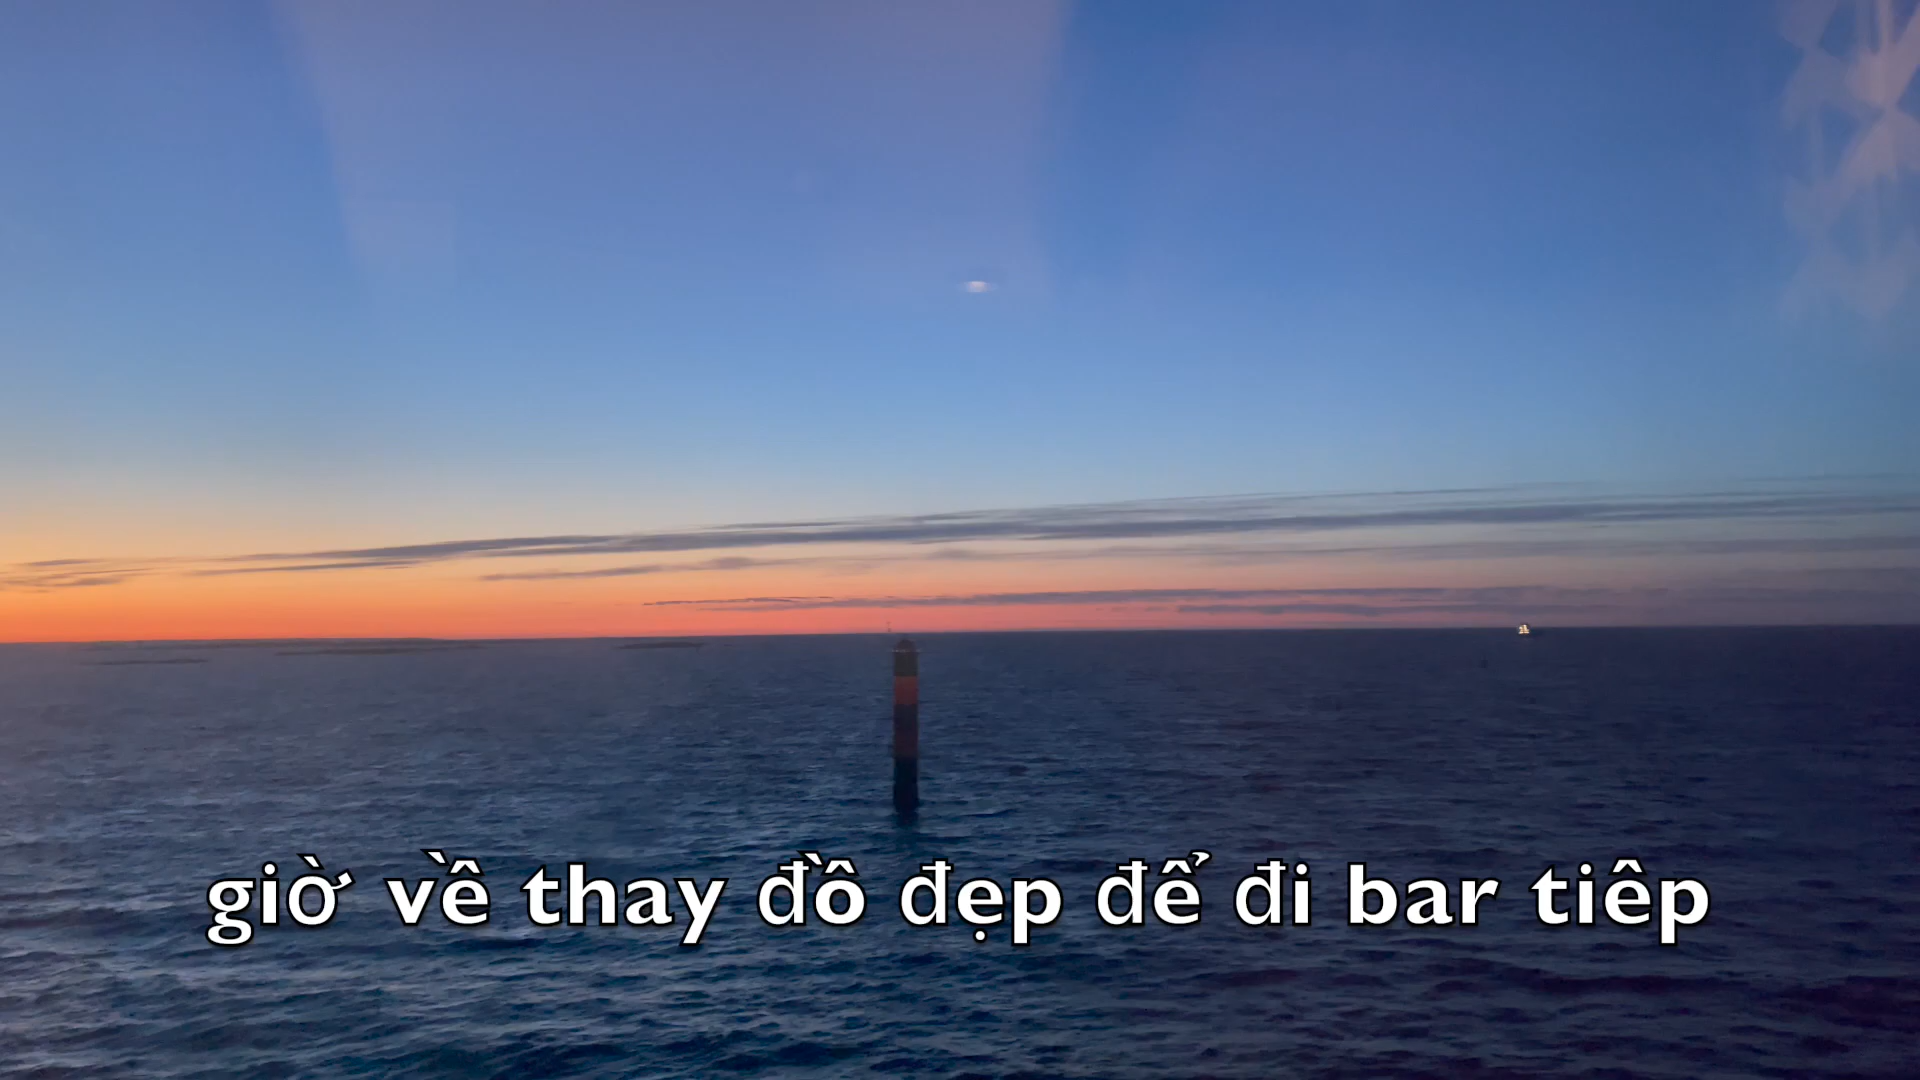 giờ về thay đồ đẹp để đi bar tiêp